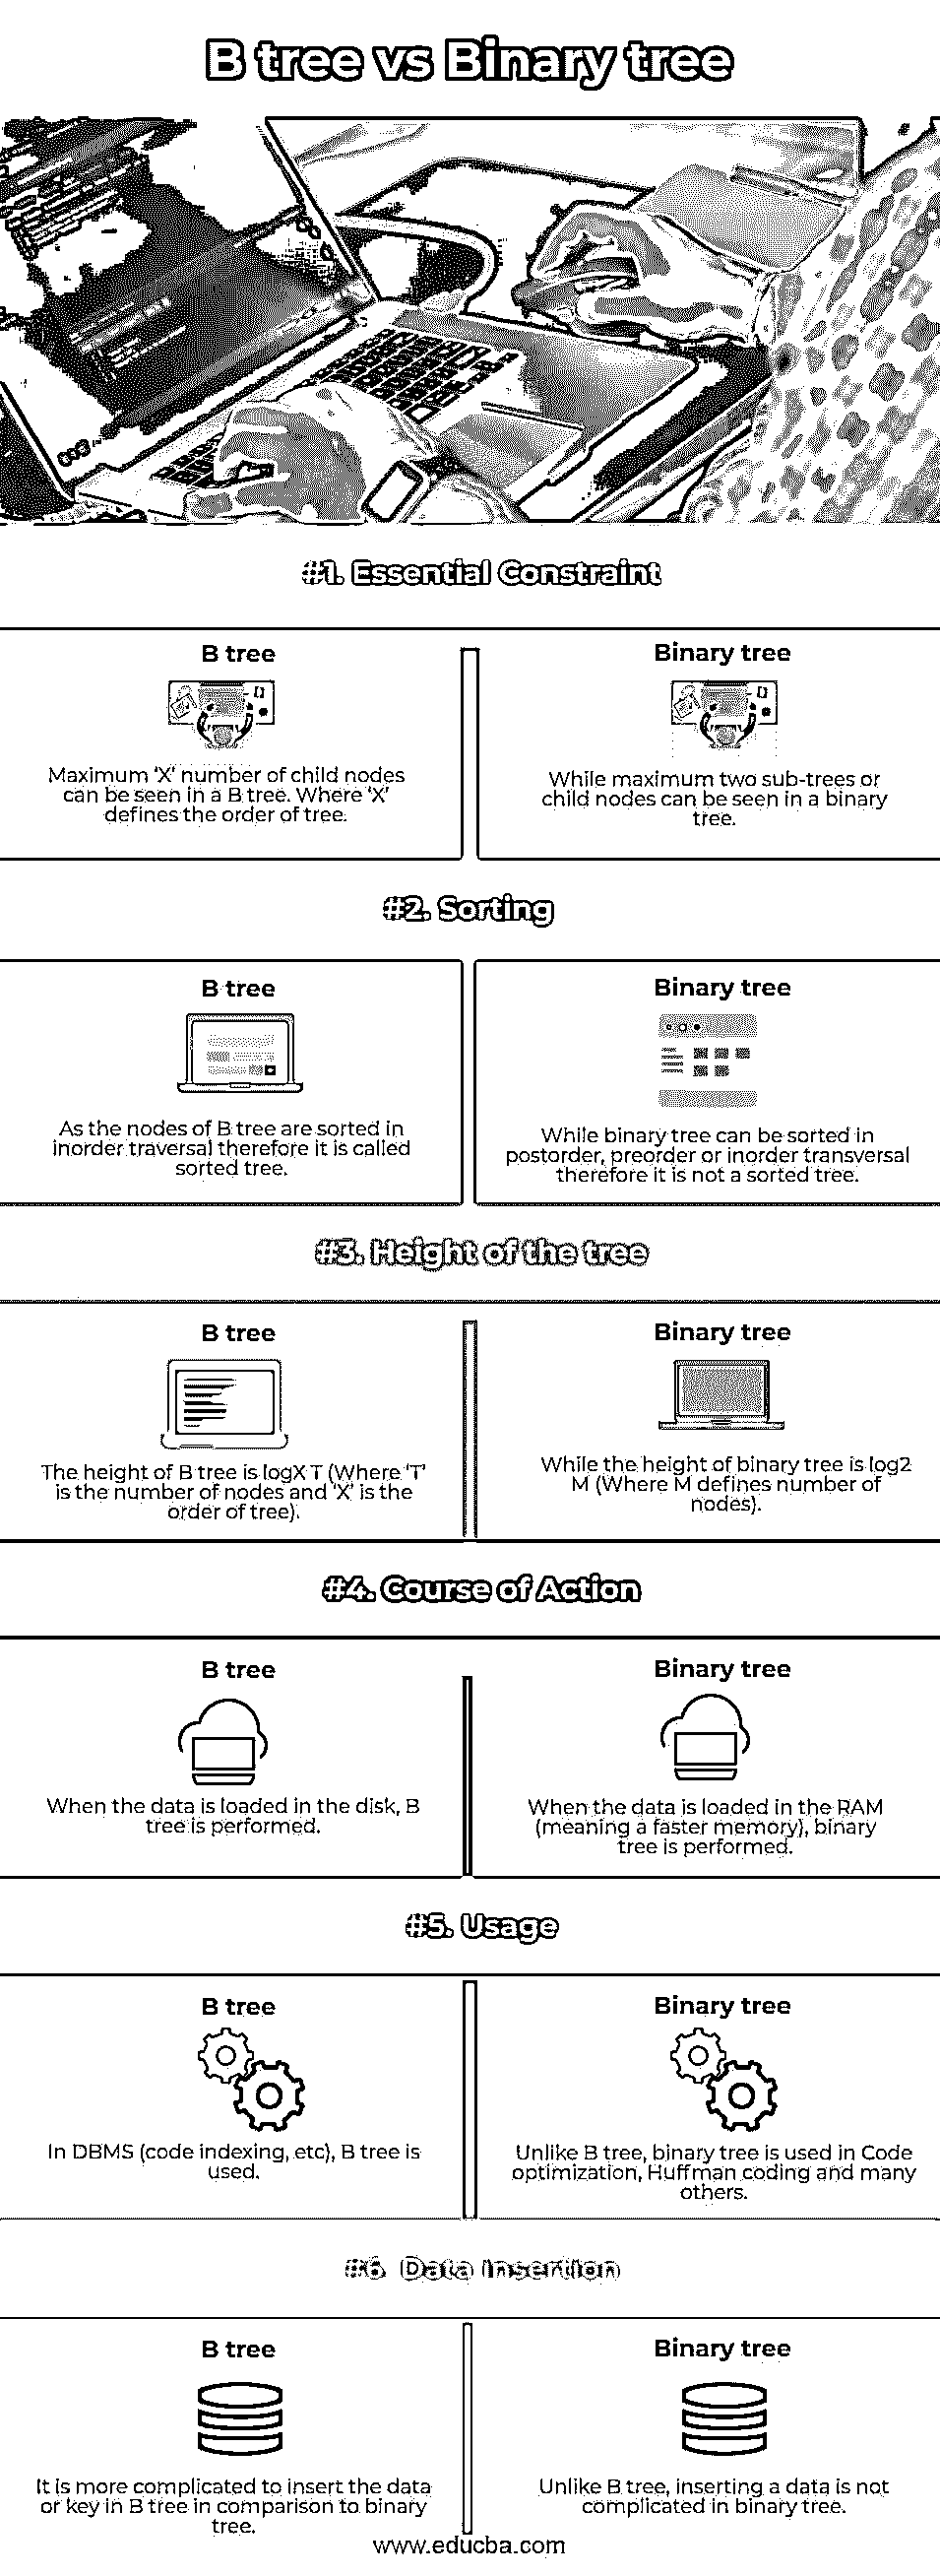 B tree vs Binary tree
#1. Essential Constraint
B tree
Maximum 'X' number of child nodes
can be seen in a B tree. Where 'X'
defines the order of tree.
Binary tree
While maximum two sub-trees or
child nodes can be seen in a binary
tree.
#2. Sorting
B tree
As the nodes of B tree are sorted in
inorder traversal therefore it is called
sorted tree.
Binary tree
While binary tree can be sorted in
postorder, preorder or inorder transversal
therefore it is not a sorted tree.
#3. Height of the tree
B tree
The height of B tree is logX T (Where 'T'
is the number of nodes and 'X' is the
order of tree).
Binary tree
While the height of binary tree is log2
M (Where M defines number of
nodes).
#4. Course of Action
B tree
When the data is loaded in the disk, B
tree is performed.
Binary tree
When the data is loaded in the RAM
(meaning a faster memory), binary
tree is performed.
#5. Usage
B tree
In DBMS (code indexing, etc), B tree is
used.
Binary tree
Unlike B tree, binary tree is used in Code
optimization, Huffman coding and many
others.
#6. Data Insertion
B tree
It is more complicated to insert the data
or key in B tree in comparison to binary
tree.
Binary tree
Unlike B tree, inserting a data is not
complicated in binary tree.
www.educba.com